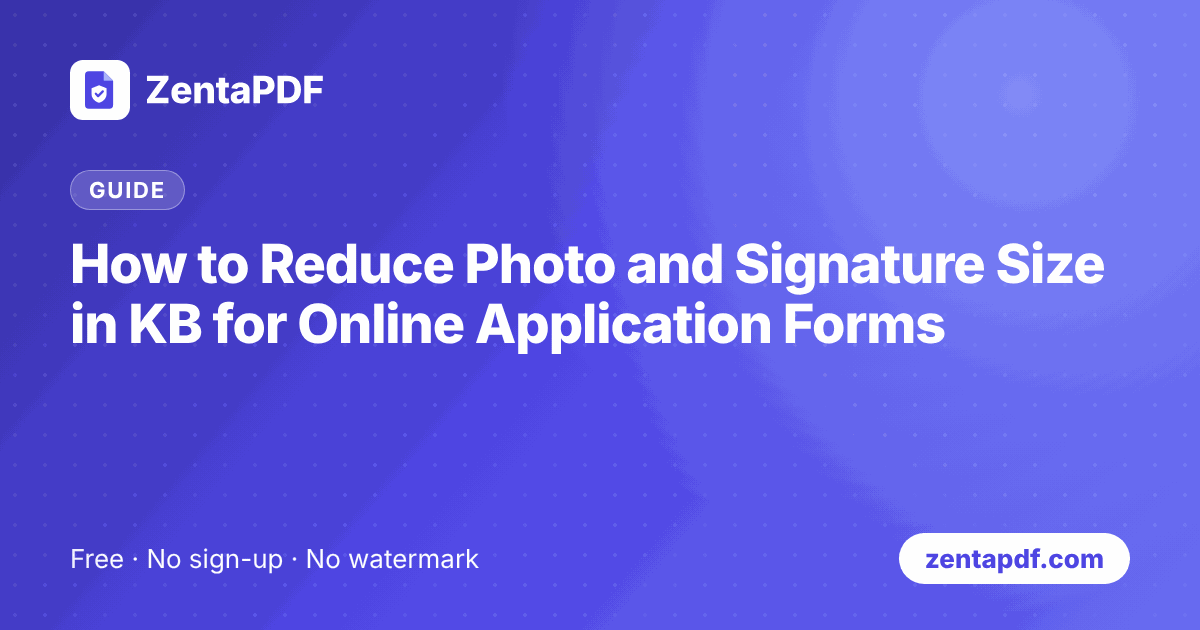 ZentaPDF
GUIDE
How to Reduce Photo and Signature Size
in KB for Online Application Forms
Free · No sign-up · No watermark
zentapdf.com